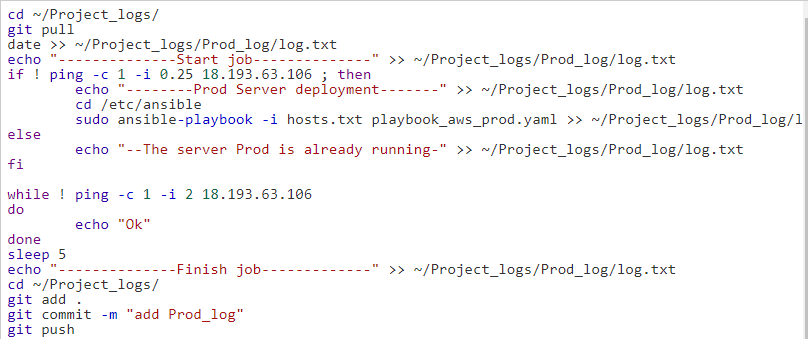 cd ~/Project_logs/
git pull
date >> ~/Project_logs/Prod_log/log.txt
echo "--------------Start job--------------" >> ~/Project_logs/Prod_log/log.txt
if ! ping -c 1 -i 0.25 18.193.63.106 ; then
        echo "--------Prod Server deployment-------" >> ~/Project_logs/Prod_log/log.txt
        cd /etc/ansible
        sudo ansible-playbook -i hosts.txt playbook_aws_prod.yaml >> ~/Project_logs/Prod_log/l
else
        echo "--The server Prod is already running-" >> ~/Project_logs/Prod_log/log.txt
fi
while ! ping -c 1 -i 2 18.193.63.106
do
        echo "Ok"
done
sleep 5
echo "--------------Finish job-------------" >> ~/Project_logs/Prod_log/log.txt
cd ~/Project_logs/
git add .
git commit -m "add Prod_log"
git push